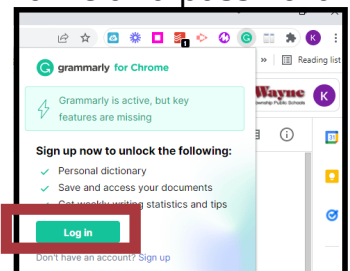 K
» Reading list
grammarly for Chrome
Wayne
Township Public Schools
K
Grammarly is active, but key
features are missing
Sign up now to unlock the following:
Personal dictionary
Save and access your documents
Get weekly writing statistics and tips
Log in
Don't have an account? Sign up
31